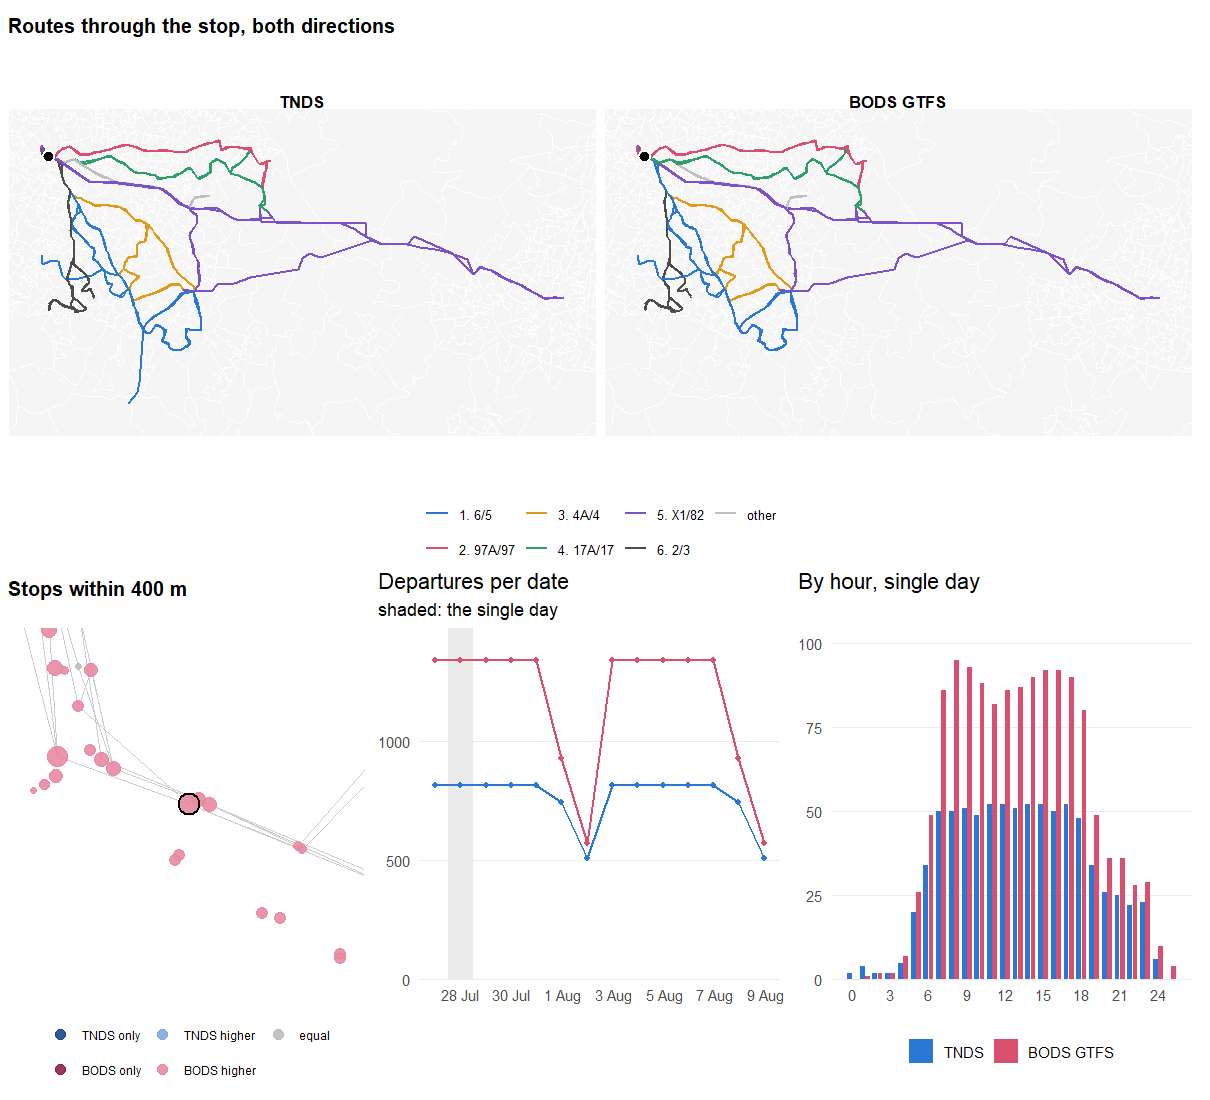 Routes through the stop, both directions
TNDS
BODS GTFS
1. 6/5
3. 4A/4
5. X1/82
other
2. 97A/97
4. 17A/17
6. 2/3
Stops within 400 m
TNDS only
TNDS higher
equal
BODS only
BODS higher
Departures per date
shaded: the single day
1000
500
0
28 Jul
30 Jul
1 Aug
3 Aug
5 Aug
7 Aug
9 Aug
By hour, single day
100
75
50
25
0
0
3
6
9
12
15
18
21
24
TNDS
BODS GTFS